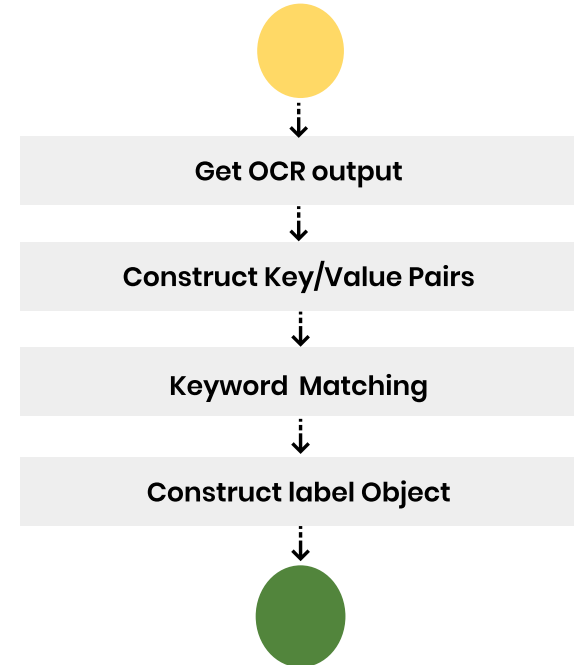 Get OCR output
Construct Key/Value Pairs
Keyword  Matching
Construct label Object